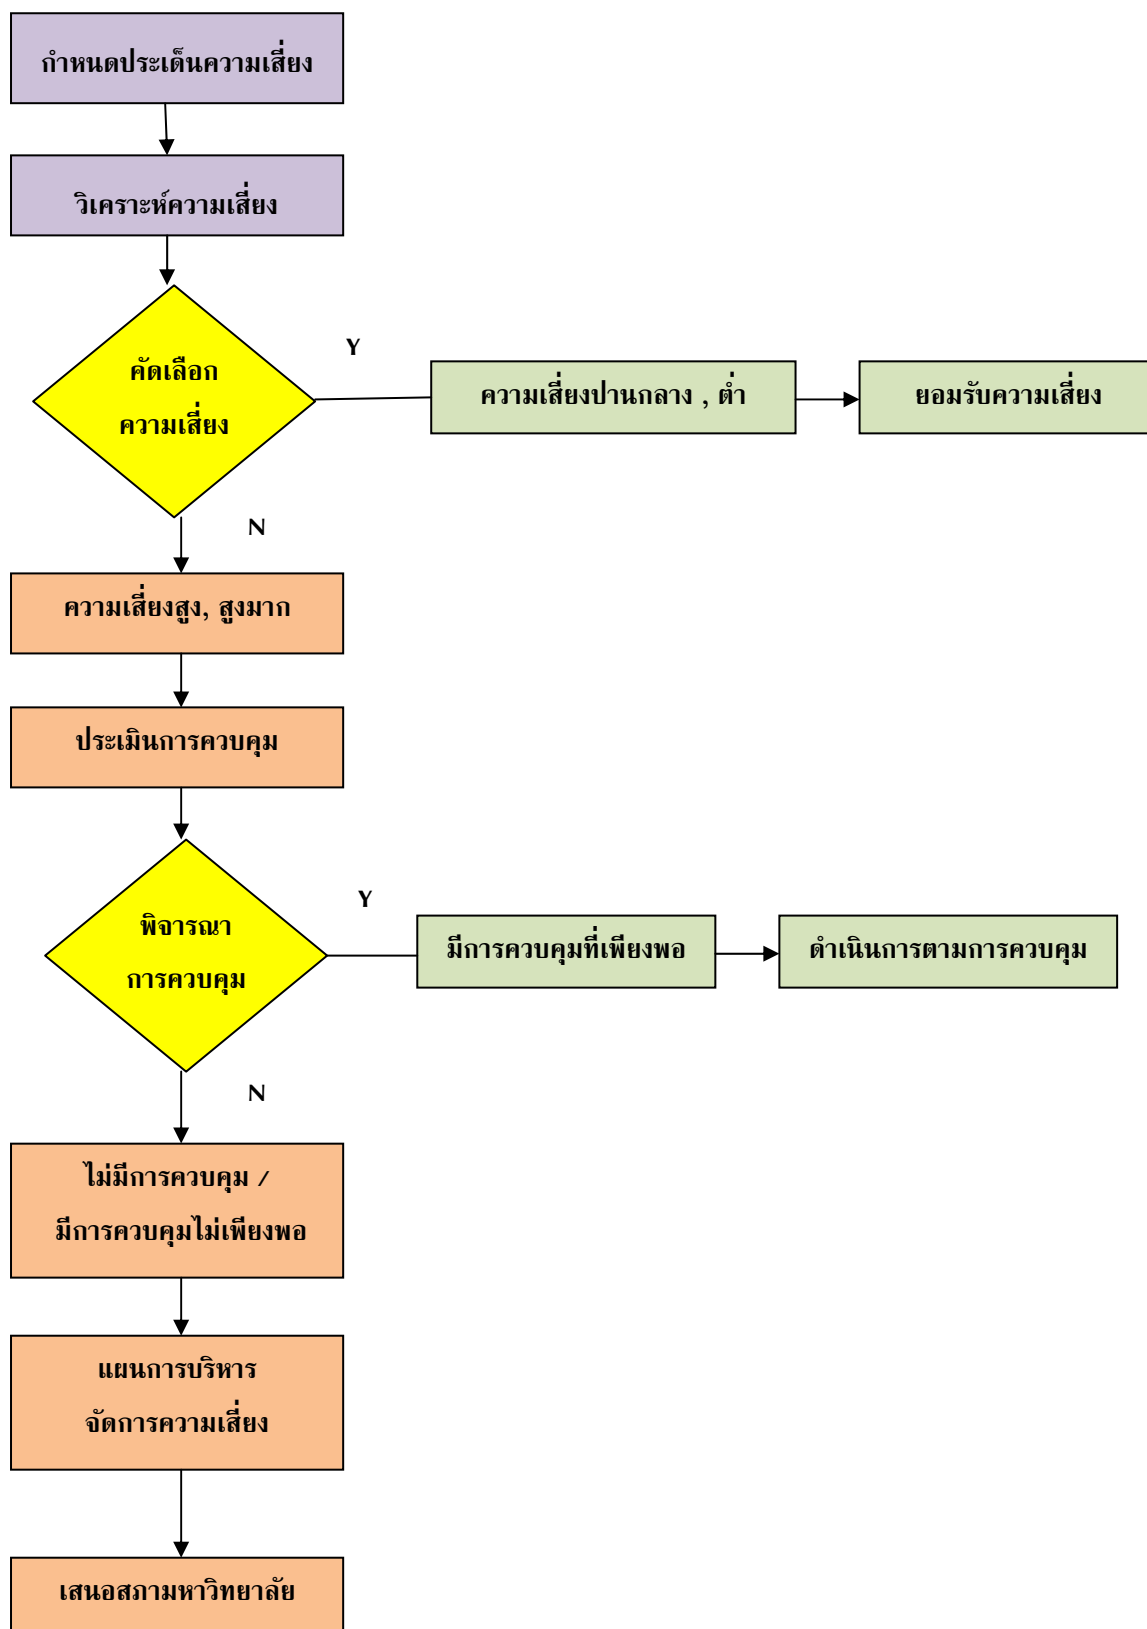 กำหนดประเด็นความเสี่ยง
วิเคราะห์ความเสี่ยง
คัดเลือก
ความเสี่ยง
Y
ความเสี่ยงปานกลาง , ต่ำ
ยอมรับความเสี่ยง
N
ความเสี่ยงสูง, สูงมาก
ประเมินการควบคุม
พิจารณา
การควบคุม
Y
มีการควบคุมที่เพียงพอ
ดำเนินการตามการควบคุม
N
ไม่มีการควบคุม /
มีการควบคุมไม่เพียงพอ
แผนการบริหาร
จัดการความเสี่ยง
เสนอสภามหาวิทยาลัย